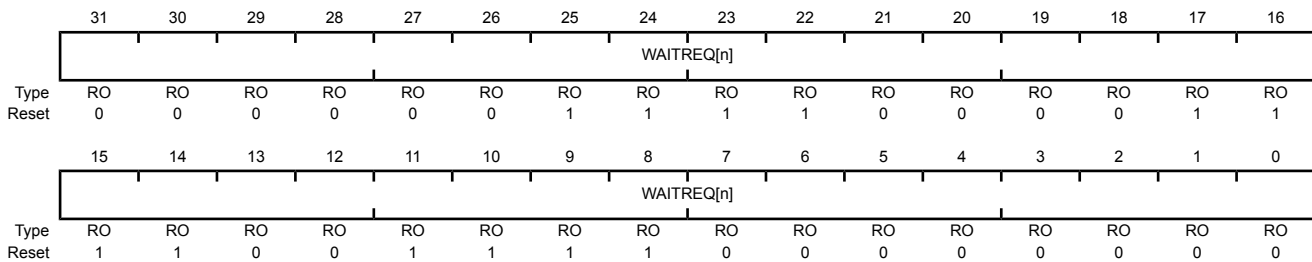 31 30 29 28 27 26 25 24 23 22 21 20 19 18 17 16
WAITREQ[n]
Type RO RO RO RO RO RO RO RO RO RO RO RO RO RO RO RO
Reset 0 0 0 0 0 0 1 1 1 1 0 0 0 0 1 1
15 14 13 12 11 10 9 8 7 6 5 4 3 2 1 0
WAITREQ[n]
Type RO RO RO RO RO RO RO RO RO RO RO RO RO RO RO RO
Reset 1 1 0 0 1 1 1 1 0 0 0 0 0 0 0 0